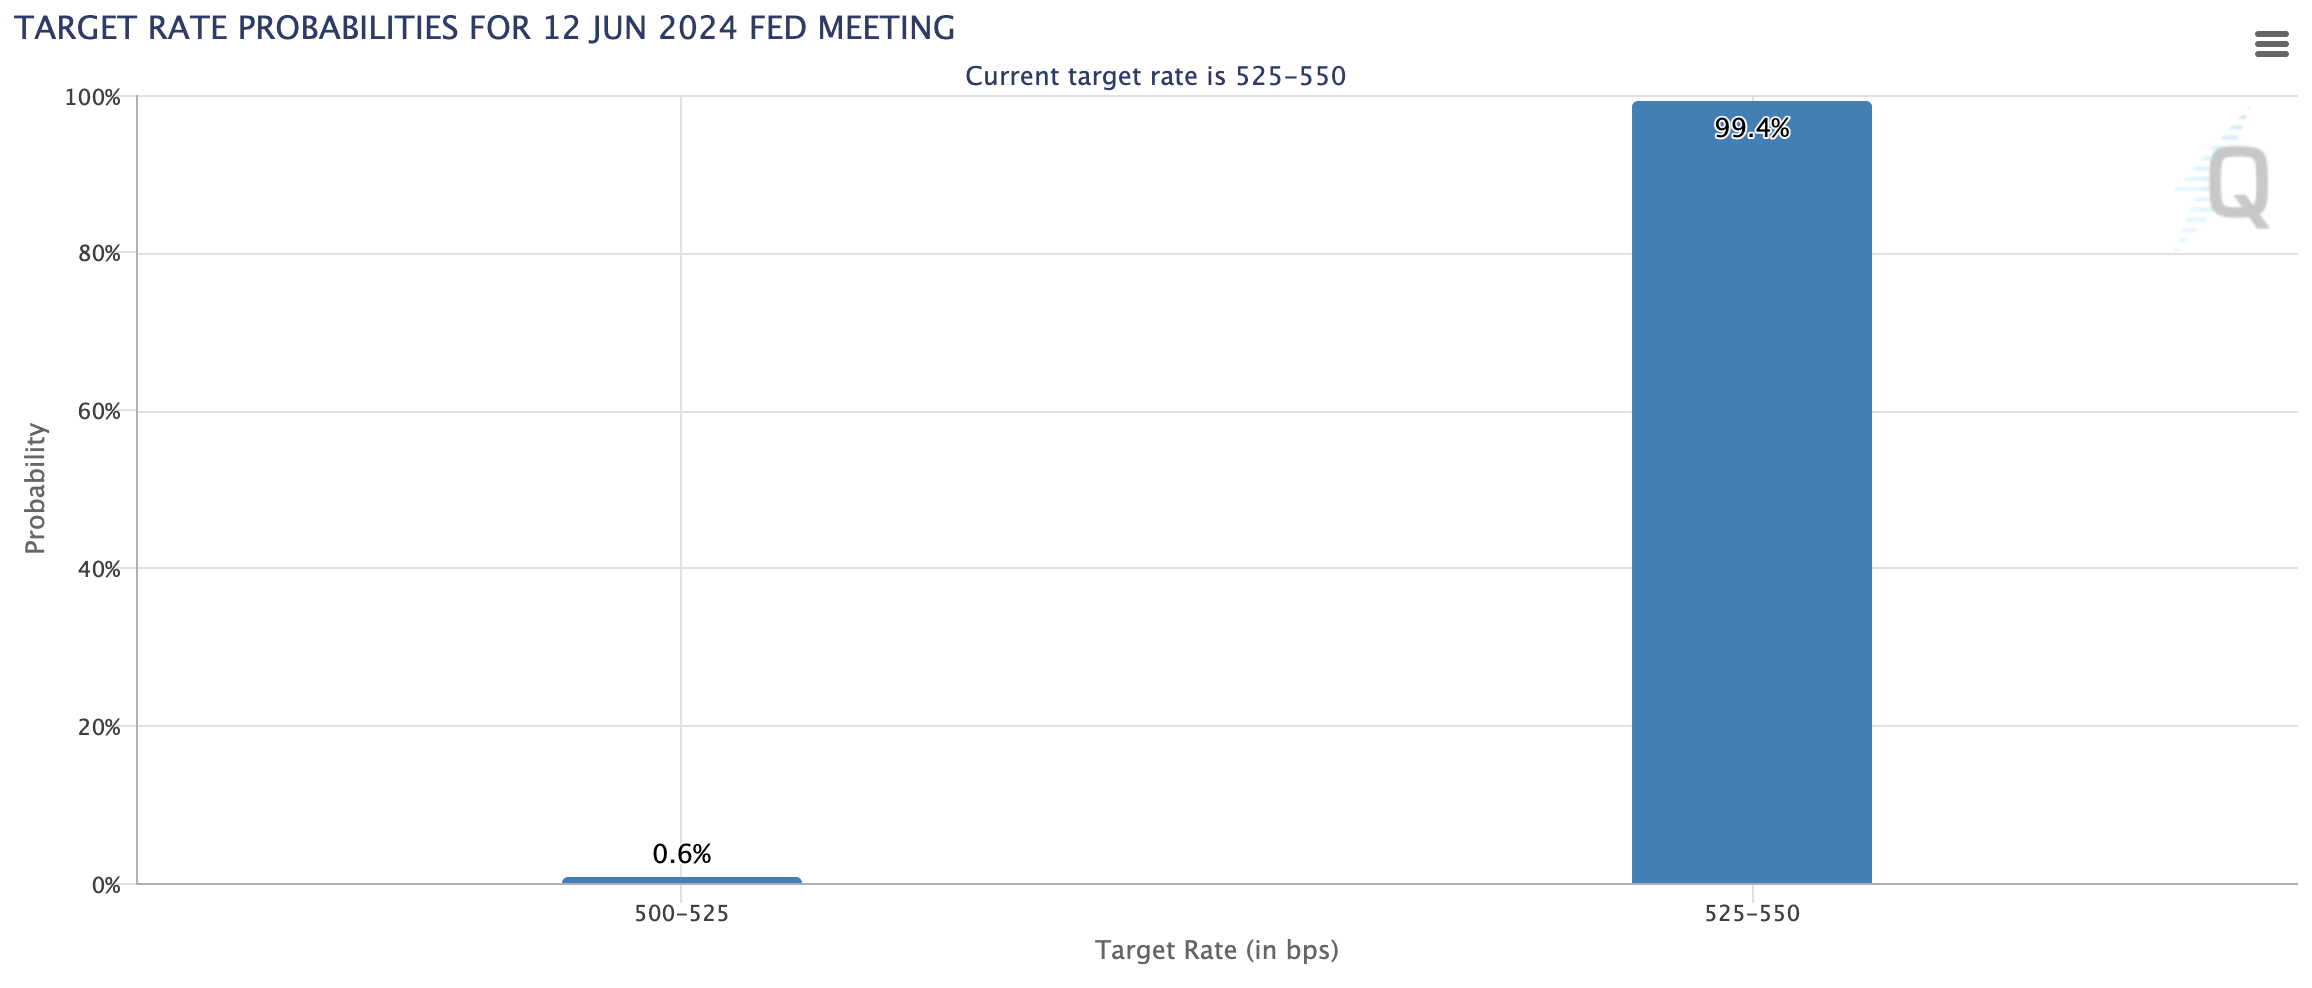 TARGET RATE PROBABILITIES FOR 12 JUN 2024 FED MEETING
Current target rate is 525–550
100%
80%
60%
40%
20%
0%
Probability
99.4%
0.6%
500–525
525–550
Target Rate (in bps)
Q